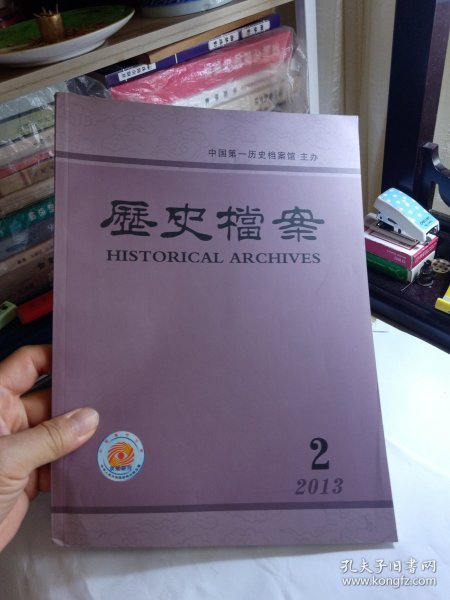 中国第一历史档案馆 主办
歷史檔案
HISTORICAL ARCHIVES
2
2013
孔夫子旧书网
www.kongfz.com